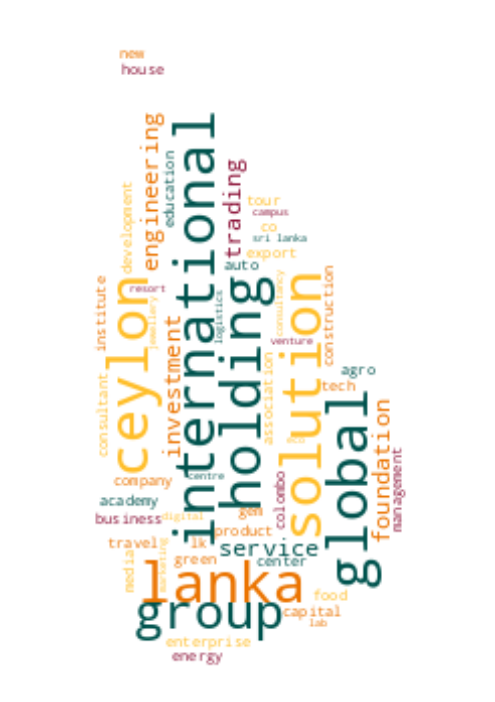 new
house
engineering
international
education
trading
development
tour
campus
co
sri lanka
export
auto
resort
ceylon
institute
jewellery
logistics
holding
consultancy
solution
construction
investment
venture
association
agro
tech
global
consultant
eco
foundation
management
company
centre
colombo
academy
gem
business
digital
product
travel
lk
service
media
marketing
green
center
lanka
food
group
capital
lab
enterprise
energy